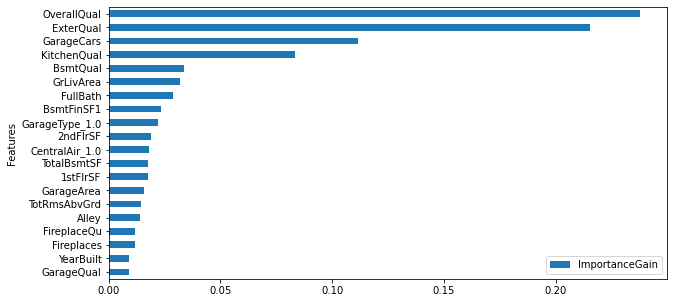 OverallQual
ExterQual
GarageCars
KitchenQual
BsmtQual
GrLivArea
FullBath
BsmtFinSF1
GarageType_1.0
2ndFlrSF
CentralAir_1.0
TotalBsmtSF
1stFlrSF
GarageArea
TotRmsAbvGrd
Alley
FireplaceQu
Fireplaces
YearBuilt
GarageQual
Features
ImportanceGain
0.00 0.05 0.10 0.15 0.20